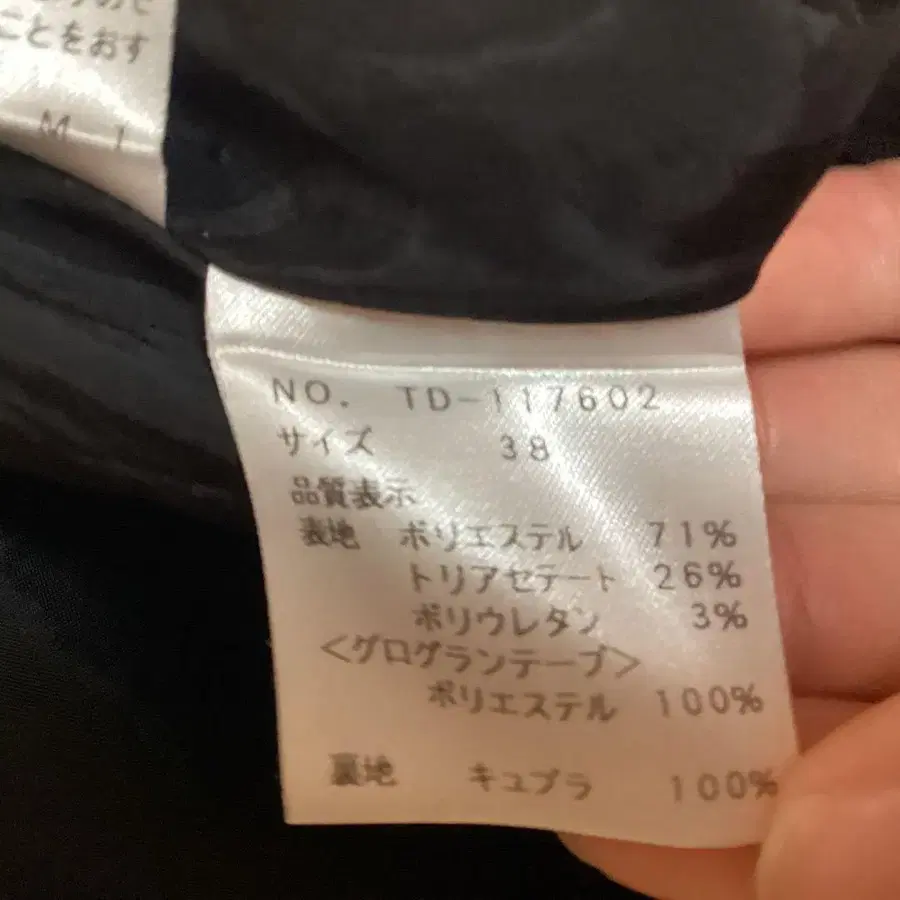 ことをおす
M 1
NO. TD-117602
サイズ 38
品質表示
表地 ポリエステル 71%
トリアセテート 26%
ポリウレタン 3%
<グログランテープ>
ポリエステル 100%
裏地 キュプラ 100%